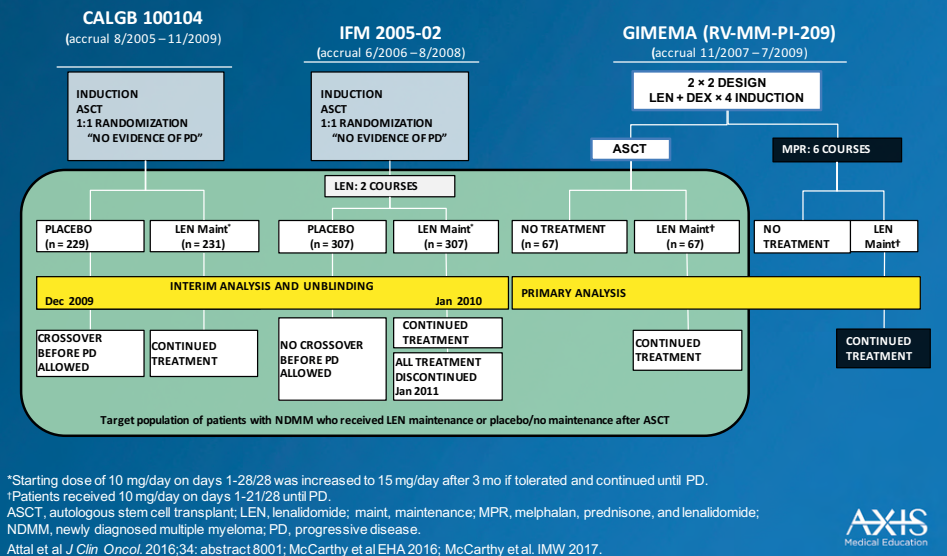 CALGB 100104
(accrual 8/2005 – 11/2009)
IFM 2005-02
(accrual 6/2006 – 8/2008)
GIMEMA (RV-MM-PI-209)
(accrual 11/2007 – 7/2009)
INDUCTION
ASCT
1:1 RANDOMIZATION
“NO EVIDENCE OF PD”
INDUCTION
ASCT
1:1 RANDOMIZATION
“NO EVIDENCE OF PD”
2 × 2 DESIGN
LEN + DEX × 4 INDUCTION
ASCT
MPR: 6 COURSES
LEN: 2 COURSES
PLACEBO
(n = 229)
LEN Maint*
(n = 231)
PLACEBO
(n = 307)
LEN Maint*
(n = 307)
NO TREATMENT
(n = 67)
LEN Maint†
(n = 67)
NO
TREATMENT
LEN
Maint†
INTERIM ANALYSIS AND UNBLINDING
Dec 2009
Jan 2010
PRIMARY ANALYSIS
CROSSOVER
BEFORE PD
ALLOWED
CONTINUED
TREATMENT
NO CROSSOVER
BEFORE PD
ALLOWED
CONTINUED
TREATMENT
ALL TREATMENT
DISCONTINUED
Jan 2011
CONTINUED
TREATMENT
CONTINUED
TREATMENT
Target population of patients with NDMM who received LEN maintenance or placebo/no maintenance after ASCT
*Starting dose of 10 mg/day on days 1-28/28 was increased to 15 mg/day after 3 mo if tolerated and continued until PD.
†Patients received 10 mg/day on days 1-21/28 until PD.
ASCT, autologous stem cell transplant; LEN, lenalidomide; maint, maintenance; MPR, melphalan, prednisone, and lenalidomide;
NDMM, newly diagnosed multiple myeloma; PD, progressive disease.
Attal et al J Clin Oncol. 2016;34: abstract 8001; McCarthy et al EHA 2016; McCarthy et al. IMW 2017.
AXIS
Medical Education